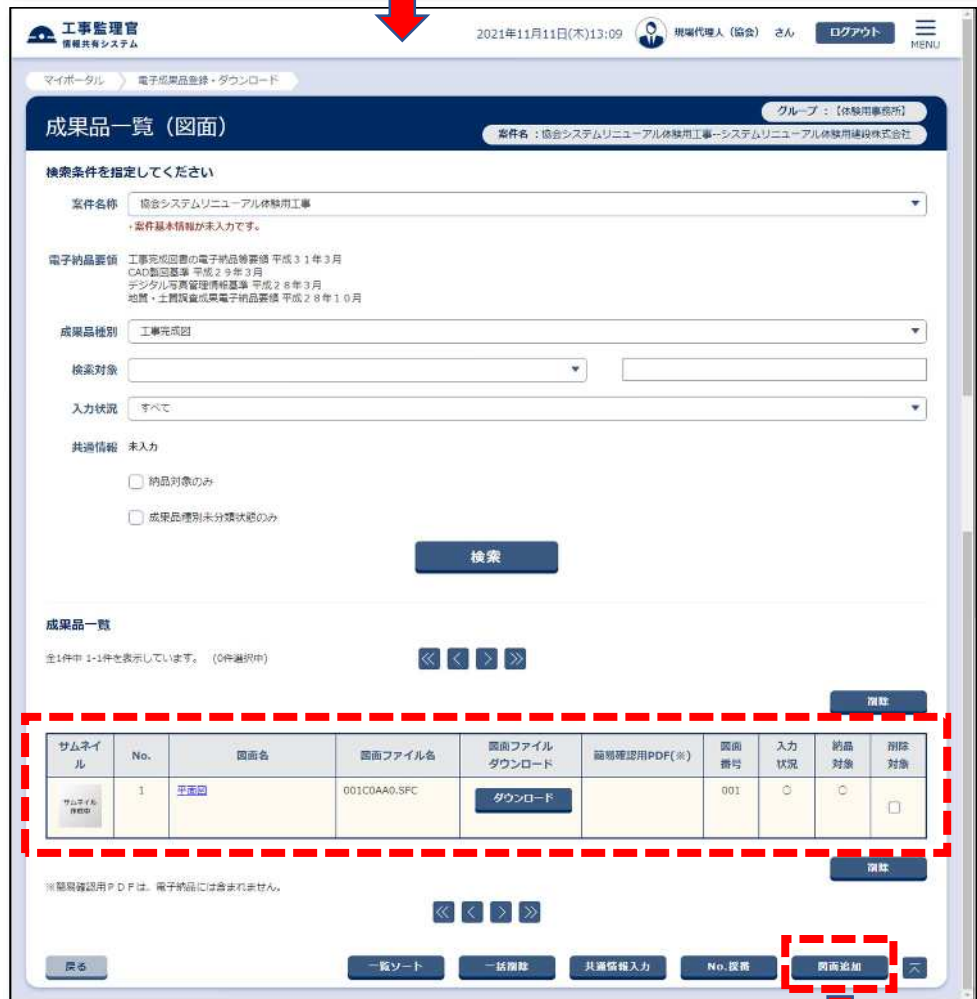 工事監理官
情報共有システム
2021年11月11日(木)13:09
現場代理人（協会） さん
ログアウト
MENU
マイポータル
電子成果品登録・ダウンロード
成果品一覧（図面）
グループ ：【体験用事務所】
案件名 ：協会システムリニューアル体験用工事--システムリニューアル体験用建設株式会社
検索条件を指定してください
案件名称
協会システムリニューアル体験用工事
・案件基本情報が未入力です。
電子納品要領
工事完成図書の電子納品等要領 平成３１年３月
CAD製図基準 平成２９年３月
デジタル写真管理情報基準 平成２８年３月
地質・土質調査成果電子納品要領 平成２８年１０月
成果品種別
工事完成図
検索対象
入力状況
すべて
共通情報 未入力
納品対象のみ
成果品種別未分類状態のみ
検索
成果品一覧
全1件中 1-1件を表示しています。 (0件選択中)
削除
サムネイル No. 図面名 図面ファイル名 図面ファイルダウンロード 簡易確認用PDF(※) 図面番号 入力状況 納品対象 削除対象
サムネイル作成中 1 平面図 001C0AA0.SFC ダウンロード 001 ○ ○
削除
※簡易確認用ＰＤＦは、電子納品には含まれません。
戻る
一覧ソート
一括削除
共通情報入力
No.採番
図面追加